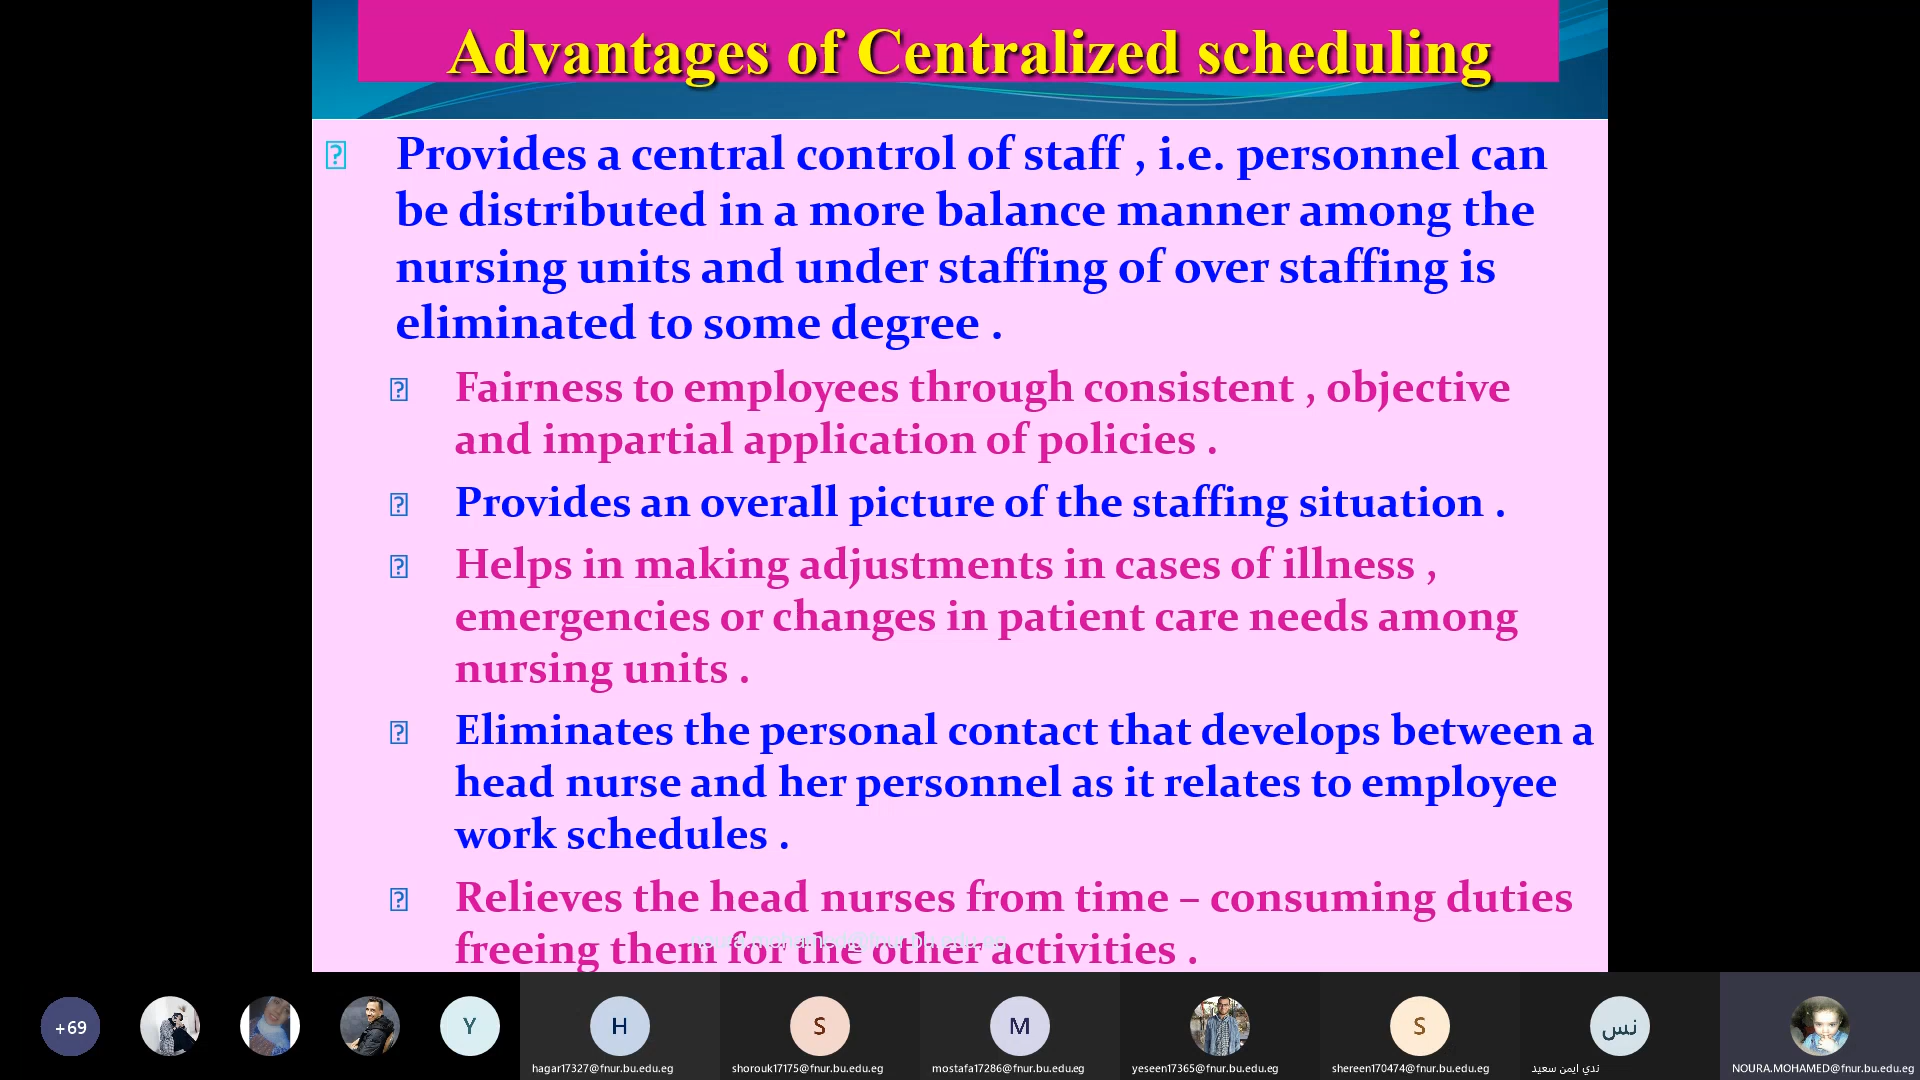 Advantages of Centralized scheduling
Provides a central control of staff , i.e. personnel can
be distributed in a more balance manner among the
nursing units and under staffing of over staffing is
eliminated to some degree .
Fairness to employees through consistent , objective
and impartial application of policies .
Provides an overall picture of the staffing situation .
Helps in making adjustments in cases of illness ,
emergencies or changes in patient care needs among
nursing units .
Eliminates the personal contact that develops between a
head nurse and her personnel as it relates to employee
work schedules .
Relieves the head nurses from time – consuming duties
freeing them for the other activities .
+69
Y
H
S
M
S
نس
hagar17327@fnur.bu.edu.eg
shorouk17175@fnur.bu.edu.eg
mostafa17286@fnur.bu.edu.eg
yeseen17365@fnur.bu.edu.eg
shereen170474@fnur.bu.edu.eg
ندي ايمن سعيد
NOURA.MOHAMED@fnur.bu.edu.eg